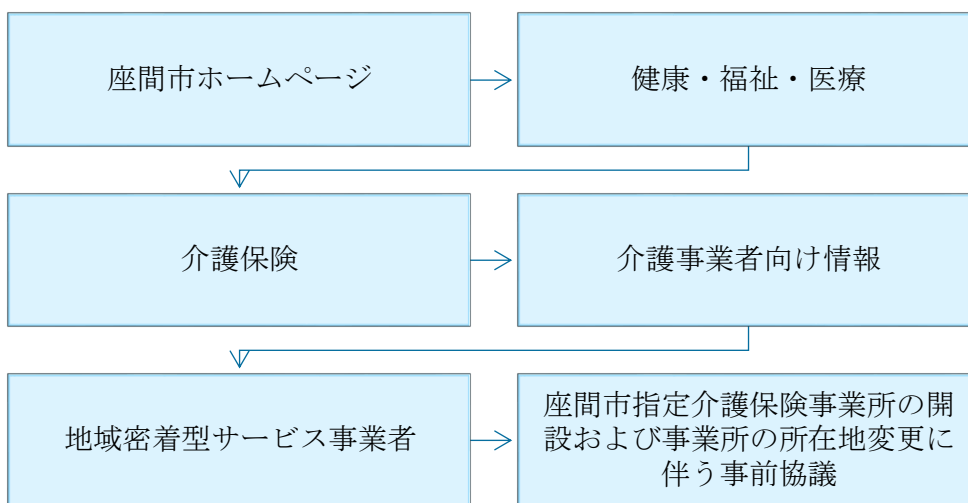 座間市ホームページ
健康・福祉・医療
介護保険
介護事業者向け情報
地域密着型サービス事業者
座間市指定介護保険事業所の開
設および事業所の所在地変更に
伴う事前協議